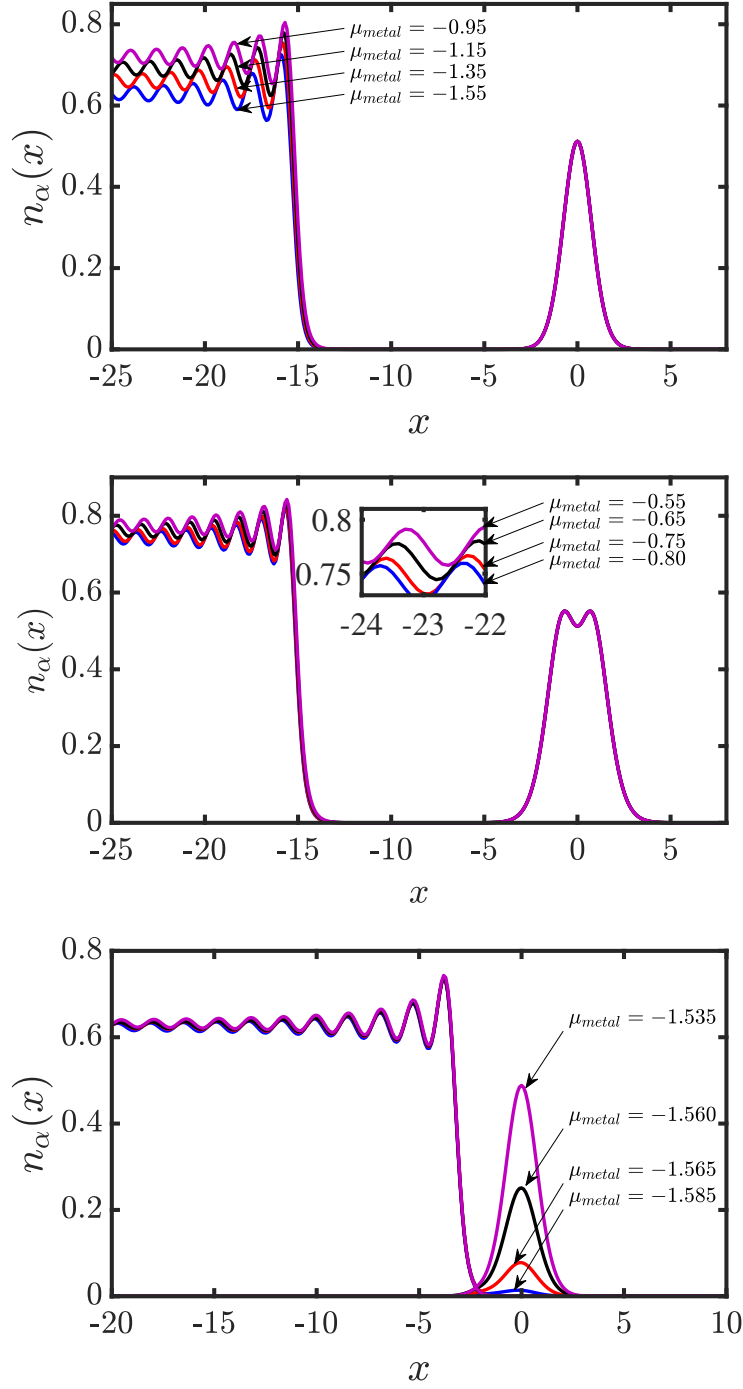 0.8
0.6
0.4
0.2
0
n_α(x)
μ_metal = −0.95
μ_metal = −1.15
μ_metal = −1.35
μ_metal = −1.55
-25 -20 -15 -10 -5 0 5
x
0.8
0.6
0.4
0.2
0
n_α(x)
0.8
0.75
-24 -23 -22
μ_metal = −0.55
μ_metal = −0.65
μ_metal = −0.75
μ_metal = −0.80
-25 -20 -15 -10 -5 0 5
x
0.8
0.6
0.4
0.2
0
n_α(x)
μ_metal = −1.535
μ_metal = −1.560
μ_metal = −1.565
μ_metal = −1.585
-20 -15 -10 -5 0 5 10
x